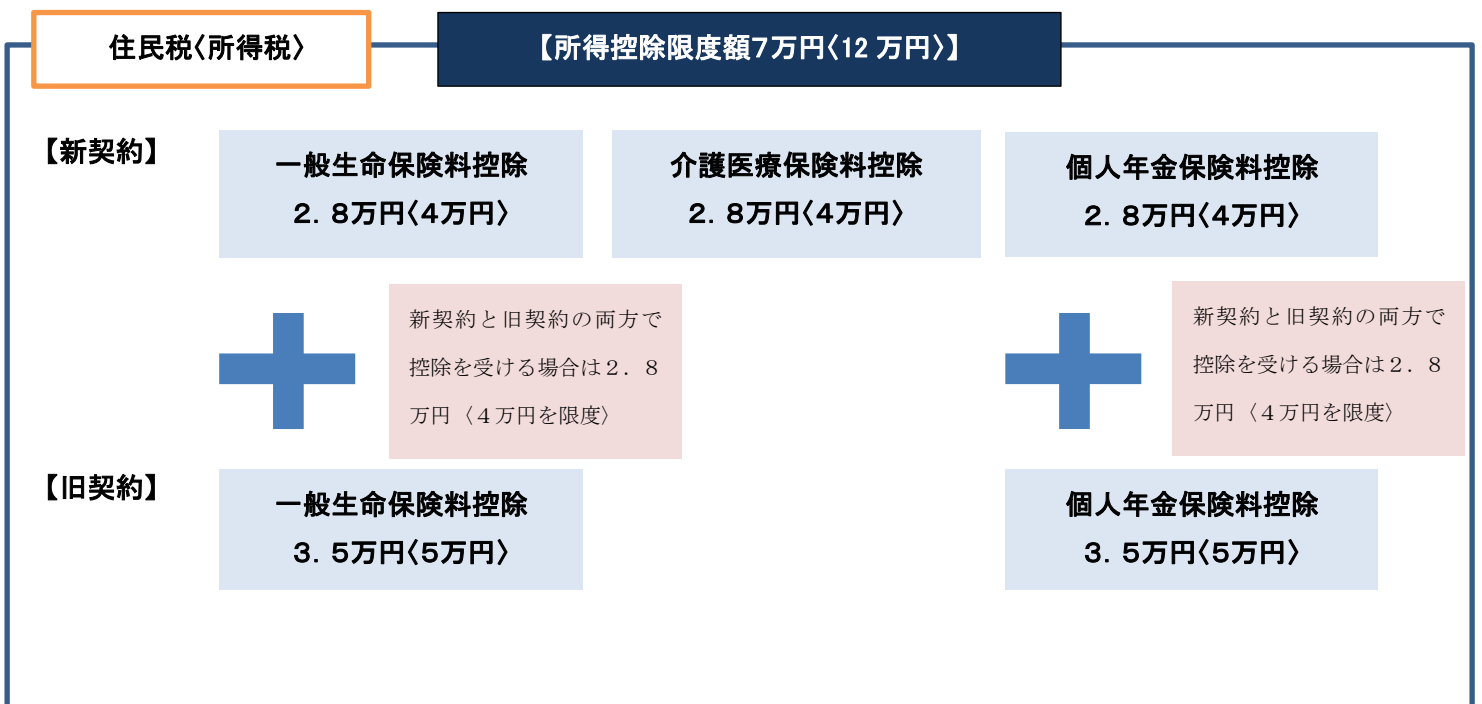 住民税〈所得税〉
【所得控除限度額7万円〈12 万円〉】
【新契約】
一般生命保険料控除
2．8万円〈4万円〉
介護医療保険料控除
2．8万円〈4万円〉
個人年金保険料控除
2．8万円〈4万円〉
新契約と旧契約の両方で
控除を受ける場合は２．８
万円〈４万円を限度〉
新契約と旧契約の両方で
控除を受ける場合は２．８
万円〈４万円を限度〉
【旧契約】
一般生命保険料控除
3．5万円〈5万円〉
個人年金保険料控除
3．5万円〈5万円〉